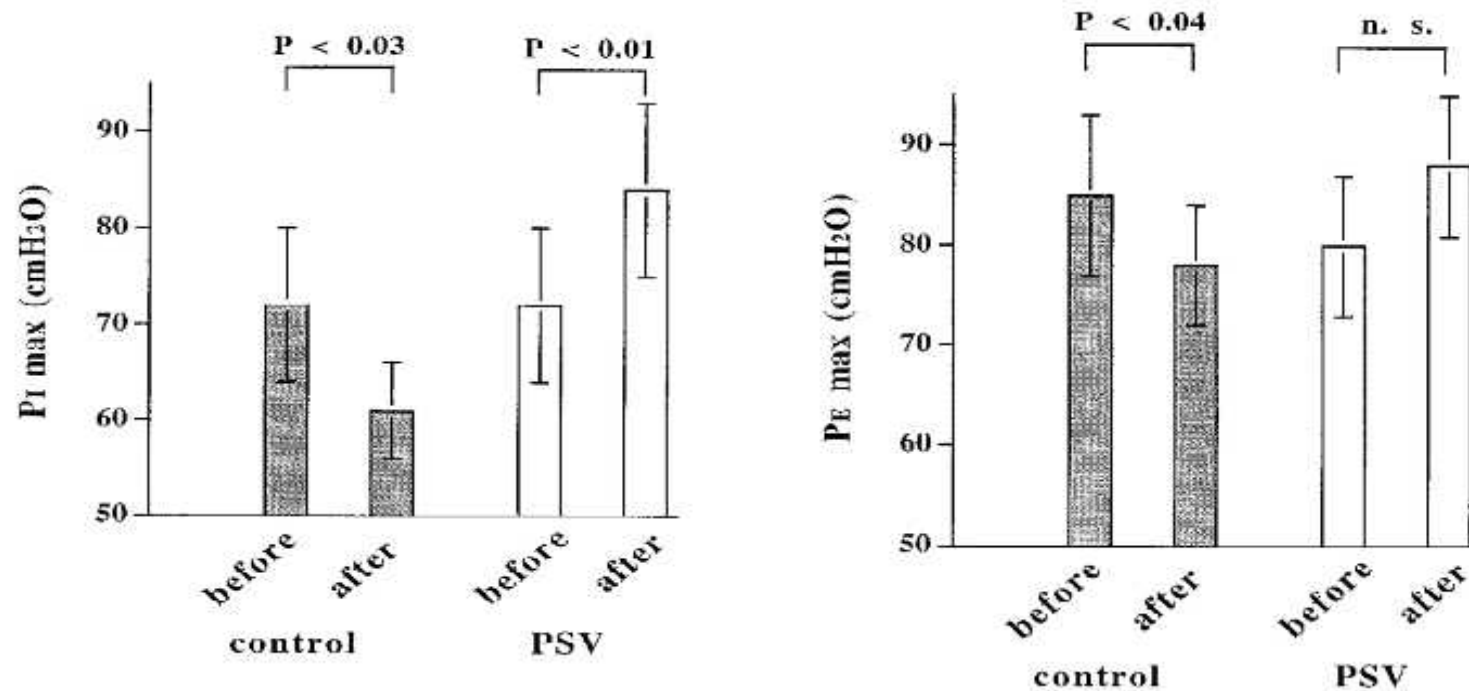 P < 0.03
P < 0.01
90
80
70
60
50
PI max (cmH2O)
before
after
before
after
control
PSV
P < 0.04
n. s.
90
80
70
60
50
PE max (cmH2O)
before
after
before
after
control
PSV